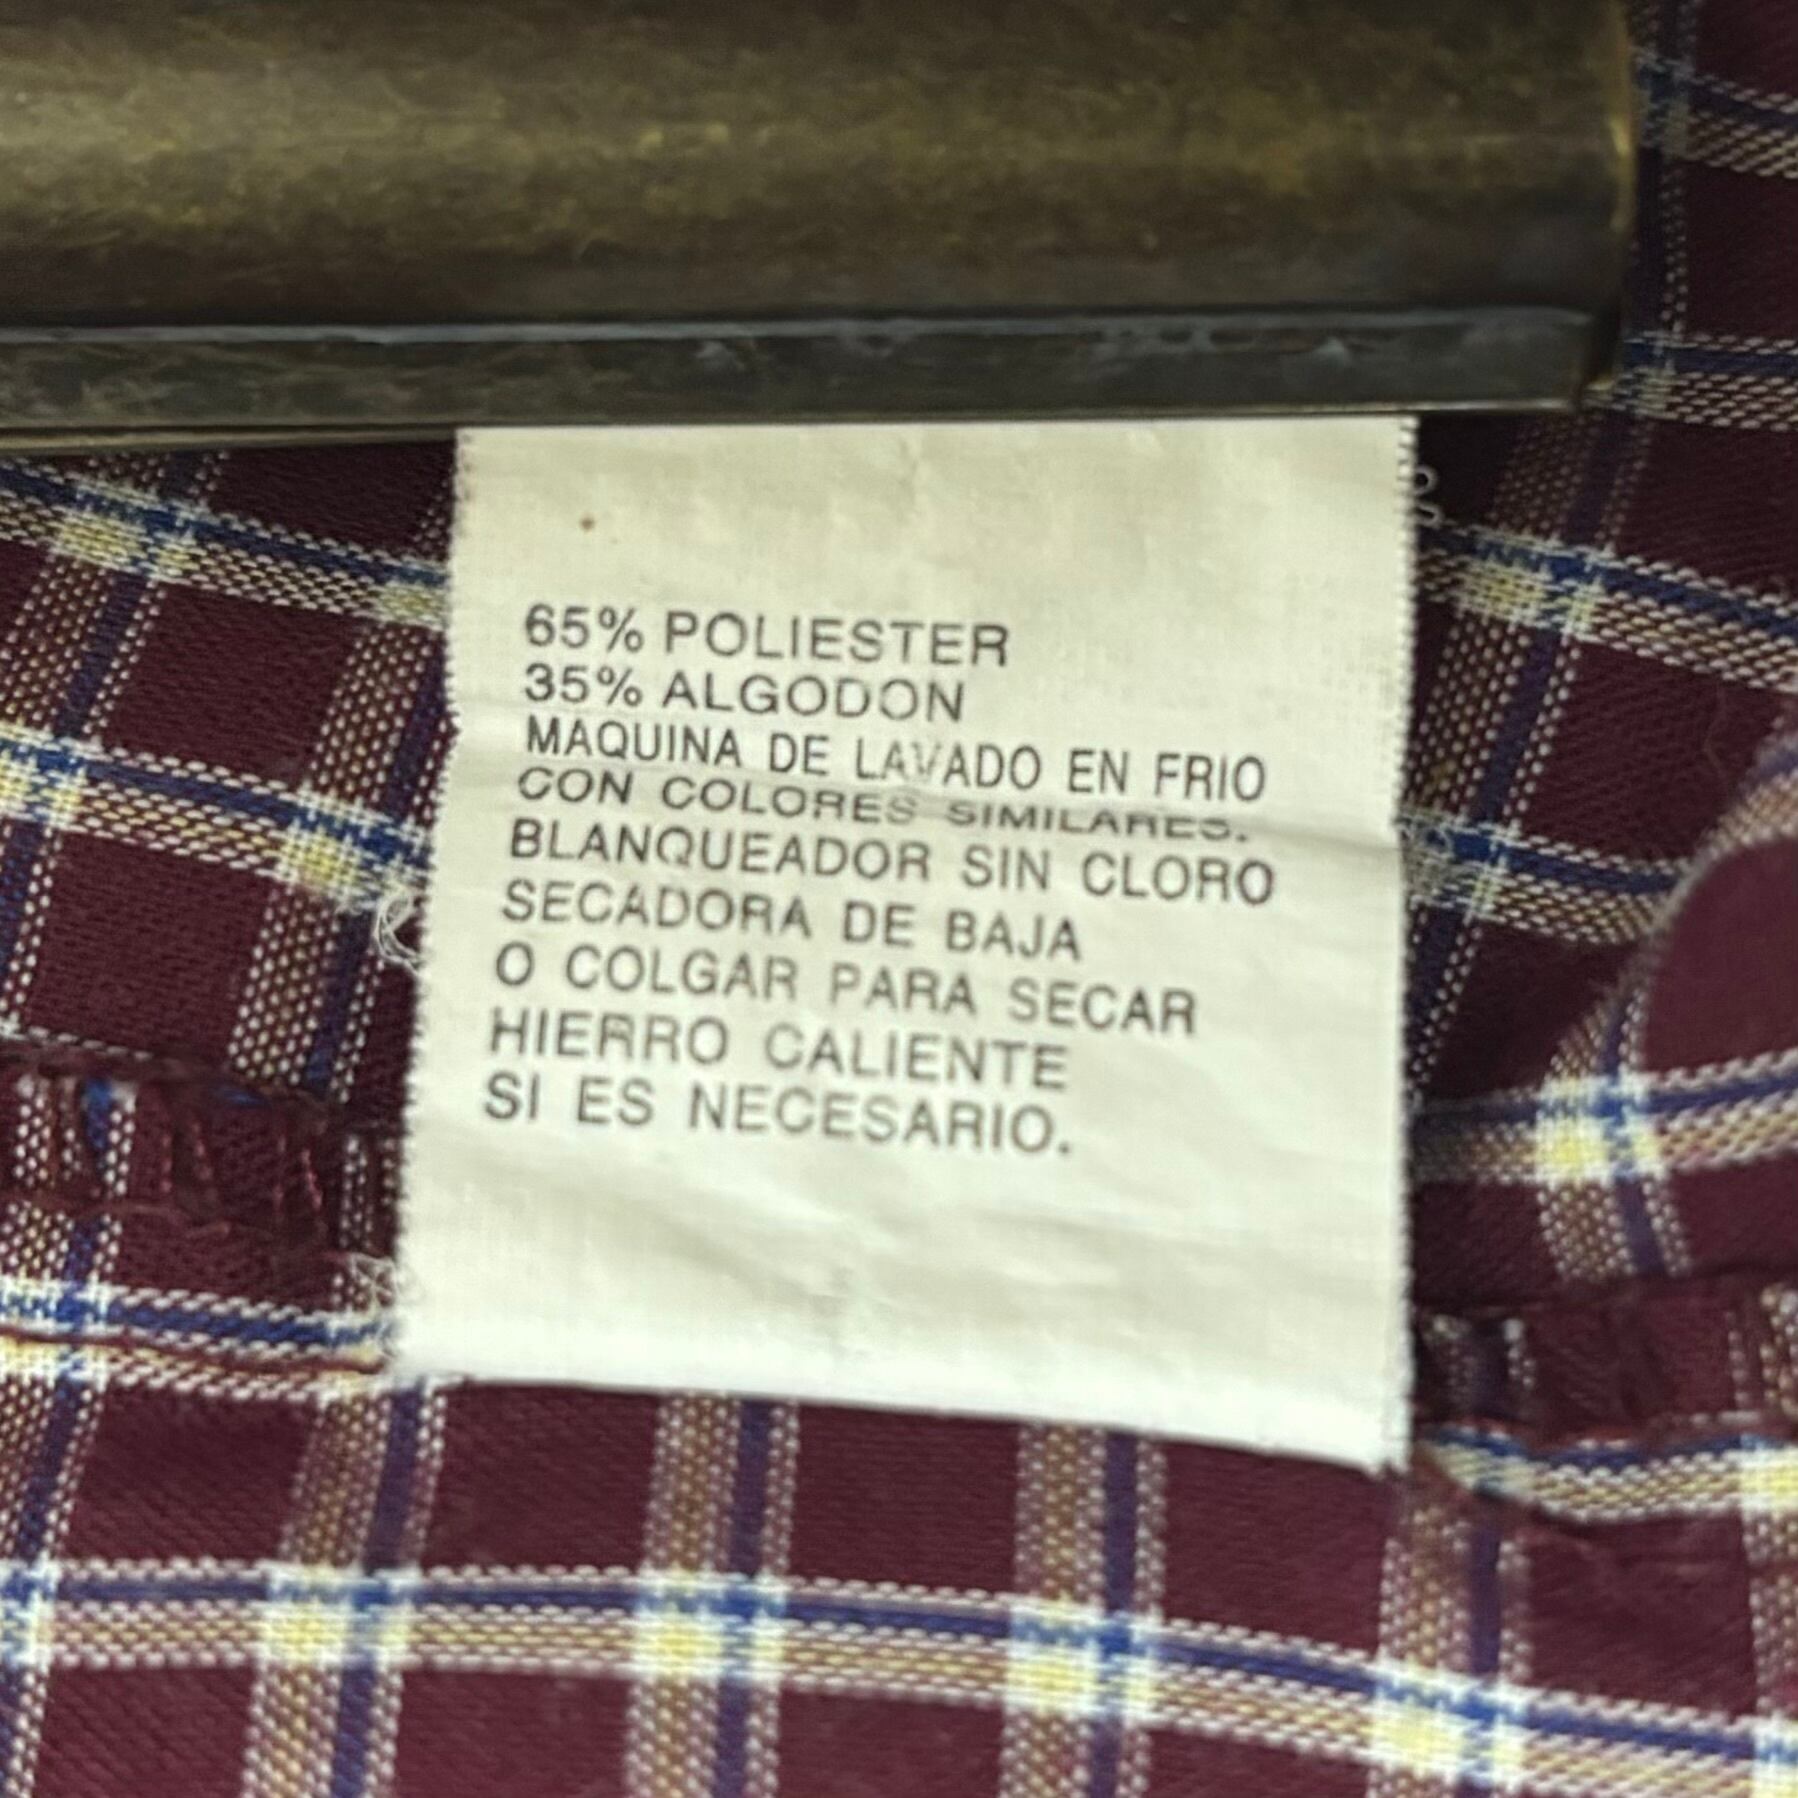 65% POLIESTER
35% ALGODON
MAQUINA DE LAVADO EN FRIO
CON COLORES SIMILARES.
BLANQUEADOR SIN CLORO
SECADORA DE BAJA
O COLGAR PARA SECAR
HIERRO CALIENTE
SI ES NECESARIO.